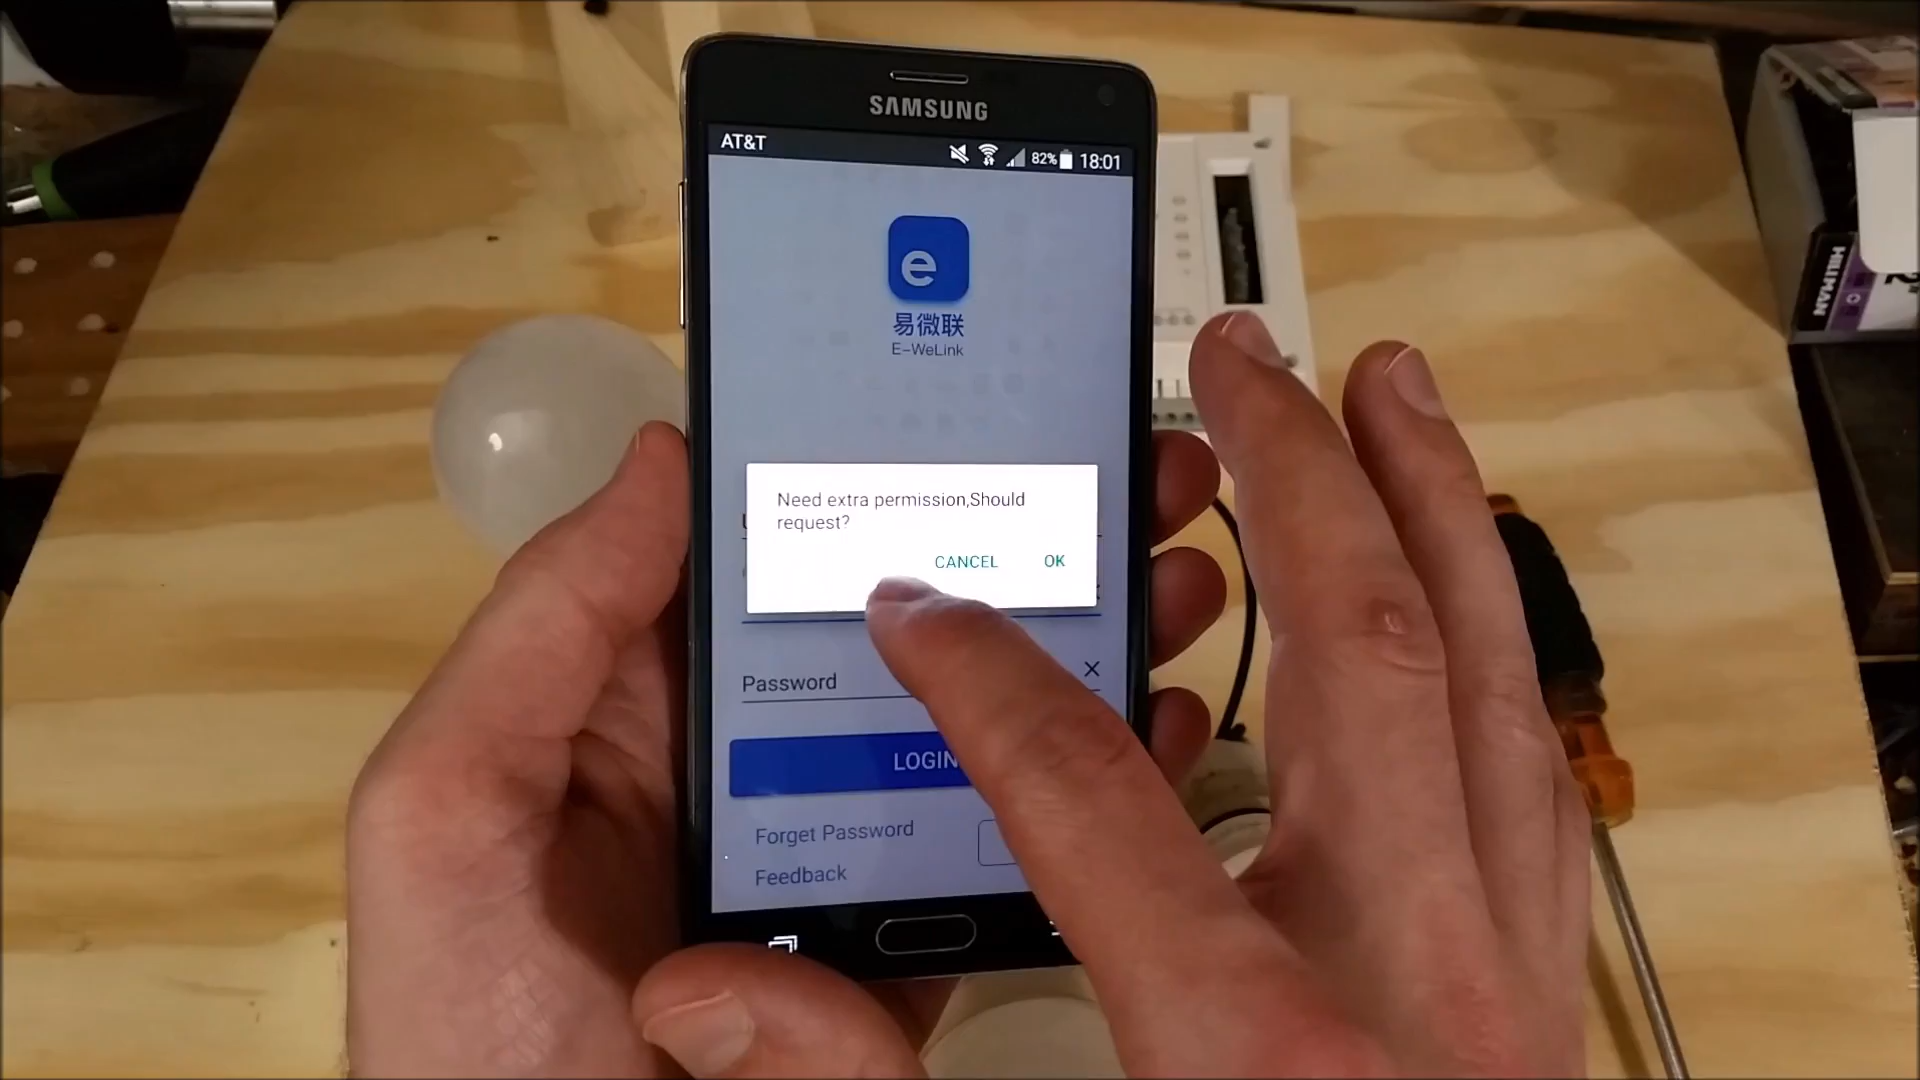 SAMSUNG
AT&T
82% 18:01
e
易微联
E-WeLink
Need extra permission,Should
request?
CANCEL OK
Password
LOGIN
Forget Password
Feedback
HILLMAN